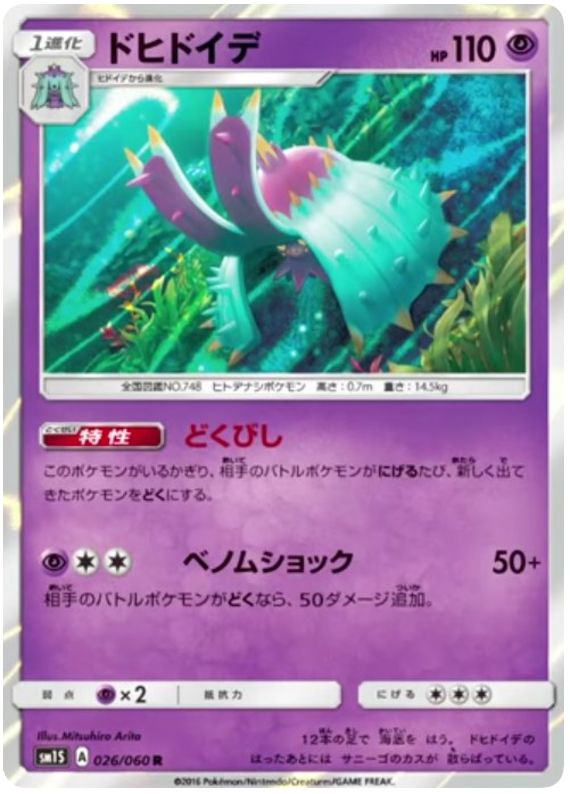 1進化 ドヒドイデ HP 110
ヒドイデから進化
全国図鑑NO.748 ヒトデナシポケモン 高さ:0.7m 重さ:14.5kg
とくせい
特性 どくびし
このポケモンがいるかぎり、相手のバトルポケモンがにげるたび、新しく出て
きたポケモンをどくにする。
ベノムショック 50+
相手のバトルポケモンがどくなら、50ダメージ追加。
弱点 ×2 抵抗力 にげる
Illus.Mitsuhiro Arita
SM1S A 026/060 R
12本の足で 海底を はう。ドヒドイデの
はったあとには サニーゴのカスが 散らばっている。
©2016 Pokémon/Nintendo/Creatures/GAME FREAK.